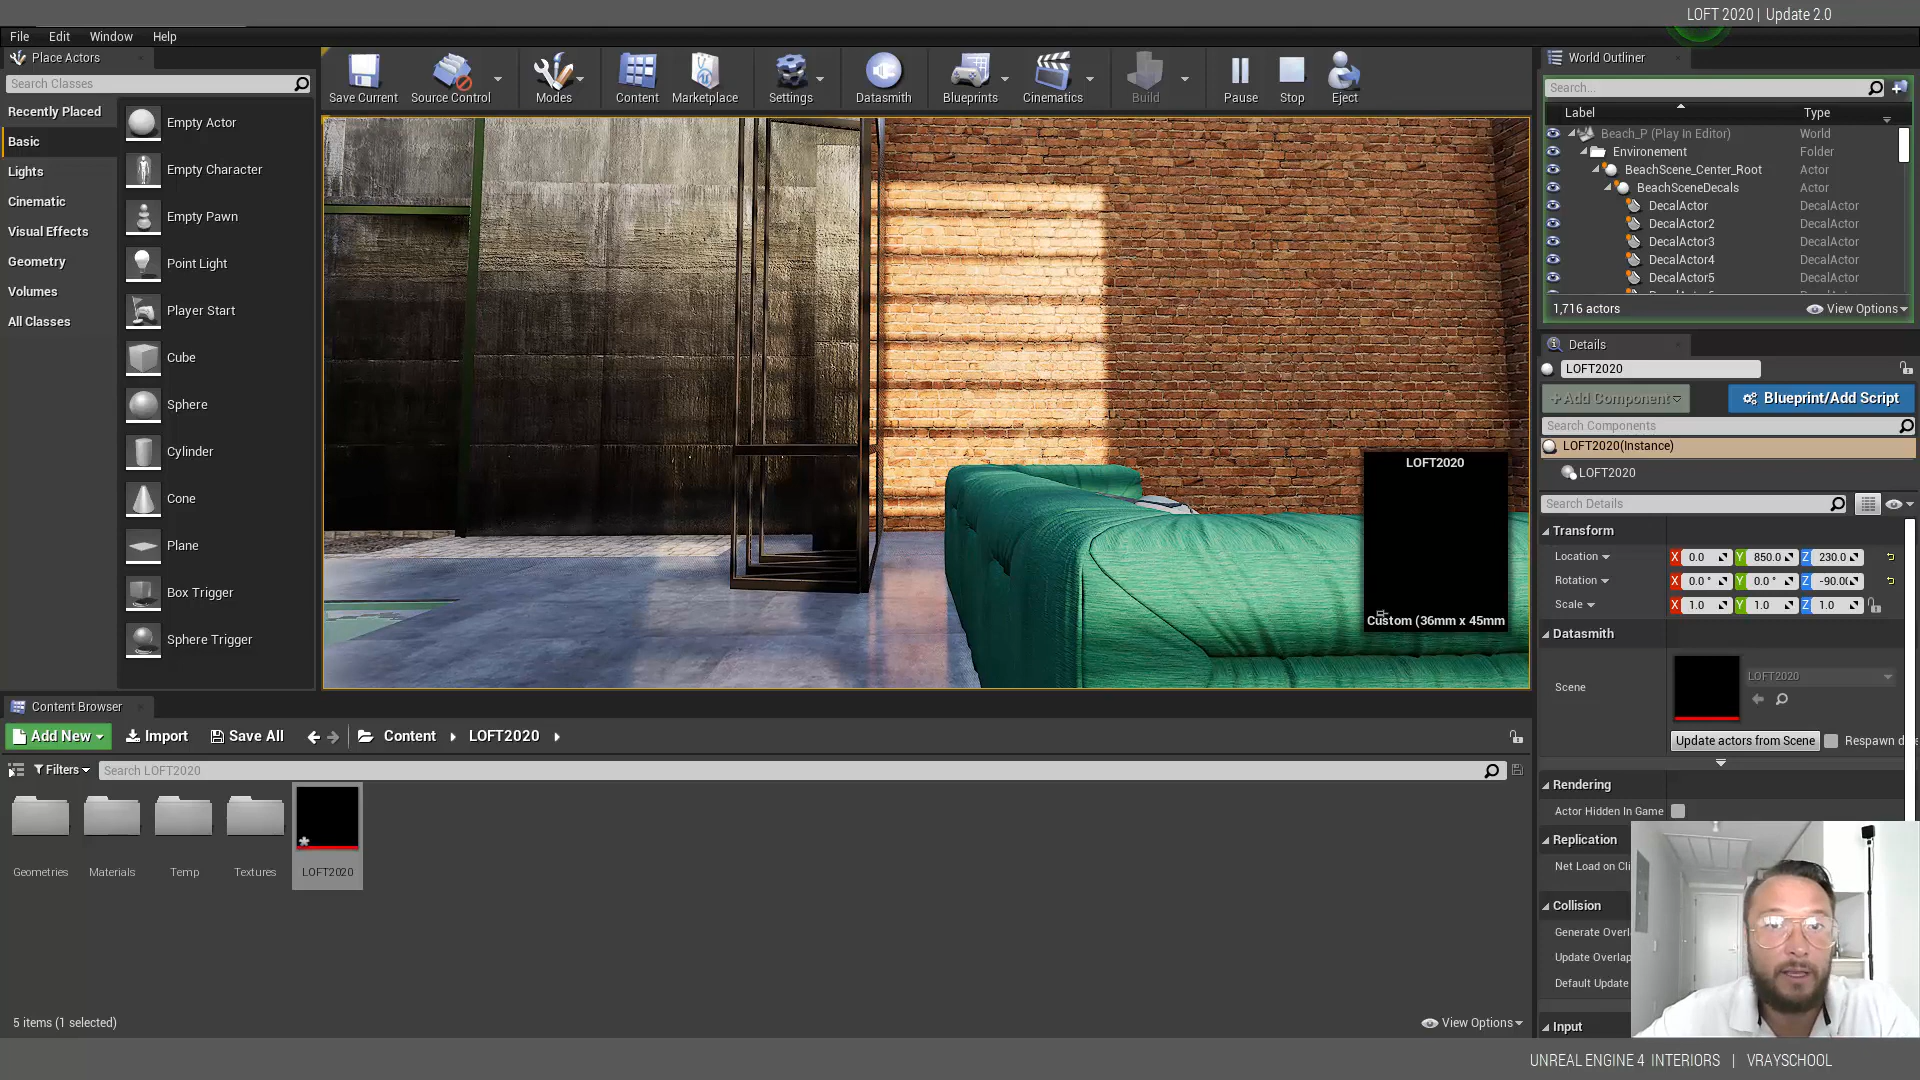 LOFT 2020 | Update 2.0
File Edit Window Help
Place Actors
Search Classes
Recently Placed
Basic
Lights
Cinematic
Visual Effects
Geometry
Volumes
All Classes
Empty Actor
Empty Character
Empty Pawn
Point Light
Player Start
Cube
Sphere
Cylinder
Cone
Plane
Box Trigger
Sphere Trigger
Save Current Source Control Modes Content Marketplace Settings Datasmith Blueprints Cinematics Build Pause Stop Eject
LOFT2020
Custom (36mm x 45mm
World Outliner
Search...
Label Type
Beach_P (Play In Editor) World
Environement Folder
BeachScene_Center_Root Actor
BeachSceneDecals Actor
DecalActor DecalActor
DecalActor2 DecalActor
DecalActor3 DecalActor
DecalActor4 DecalActor
DecalActor5 DecalActor
1,716 actors View Options
Details
LOFT2020
+Add Component Blueprint/Add Script
Search Components
LOFT2020(Instance)
LOFT2020
Search Details
Transform
Location X 0.0 Y 850.0 Z 230.0
Rotation X 0.0 ° Y 0.0 ° Z -90.0
Scale X 1.0 Y 1.0 Z 1.0
Datasmith
Scene LOFT2020
Update actors from Scene Respawn d
Rendering
Actor Hidden In Game
Replication
Net Load on Cli
Collision
Generate Overl
Update Overlap
Default Update
Input
Content Browser
Add New Import Save All Content LOFT2020
Filters Search LOFT2020
Geometries Materials Temp Textures LOFT2020
5 items (1 selected) View Options
UNREAL ENGINE 4 INTERIORS | VRAYSCHOOL